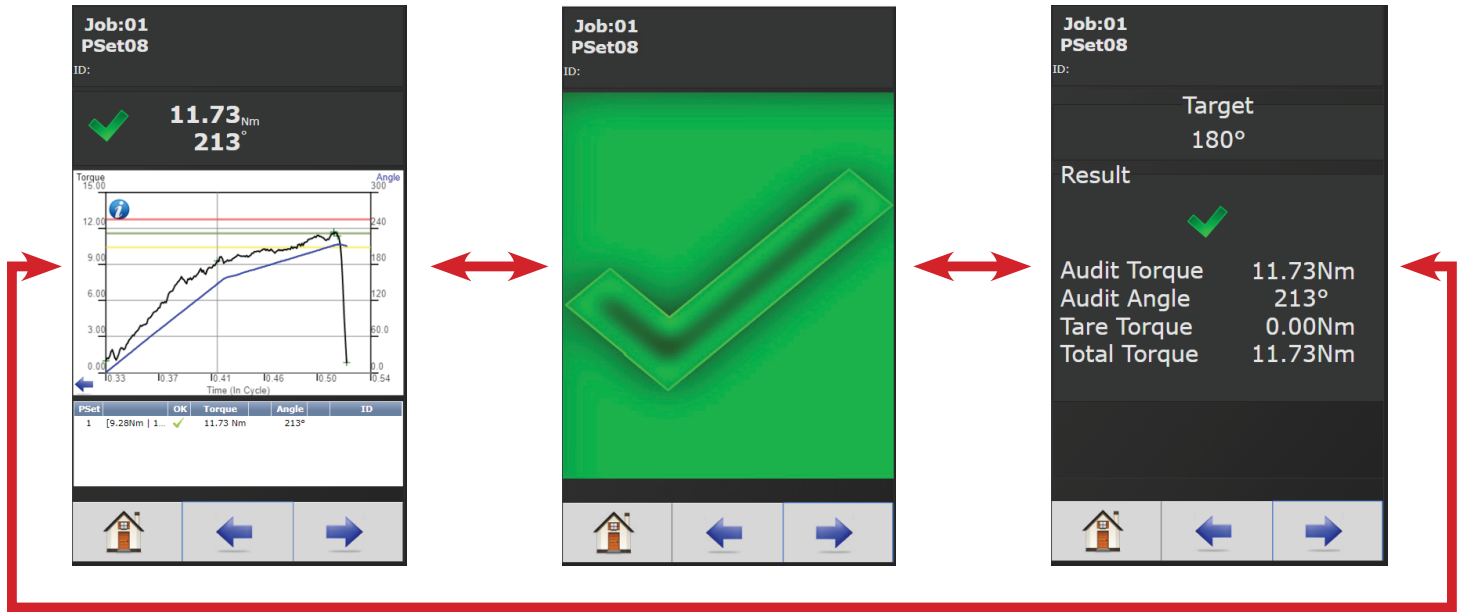 Job:01
PSet08
ID:
11.73Nm
213°
Torque
Angle
15.00
300
12.00
240
9.00
180
6.00
120
3.00
60.0
0.00
0.0
0.33 0.37 0.41 0.46 0.50 0.54
Time (In Cycle)
PSet OK Torque Angle ID
1 [9.28Nm | 1... 11.73 Nm 213°
Job:01
PSet08
ID:
Job:01
PSet08
ID:
Target
180°
Result
Audit Torque 11.73Nm
Audit Angle 213°
Tare Torque 0.00Nm
Total Torque 11.73Nm